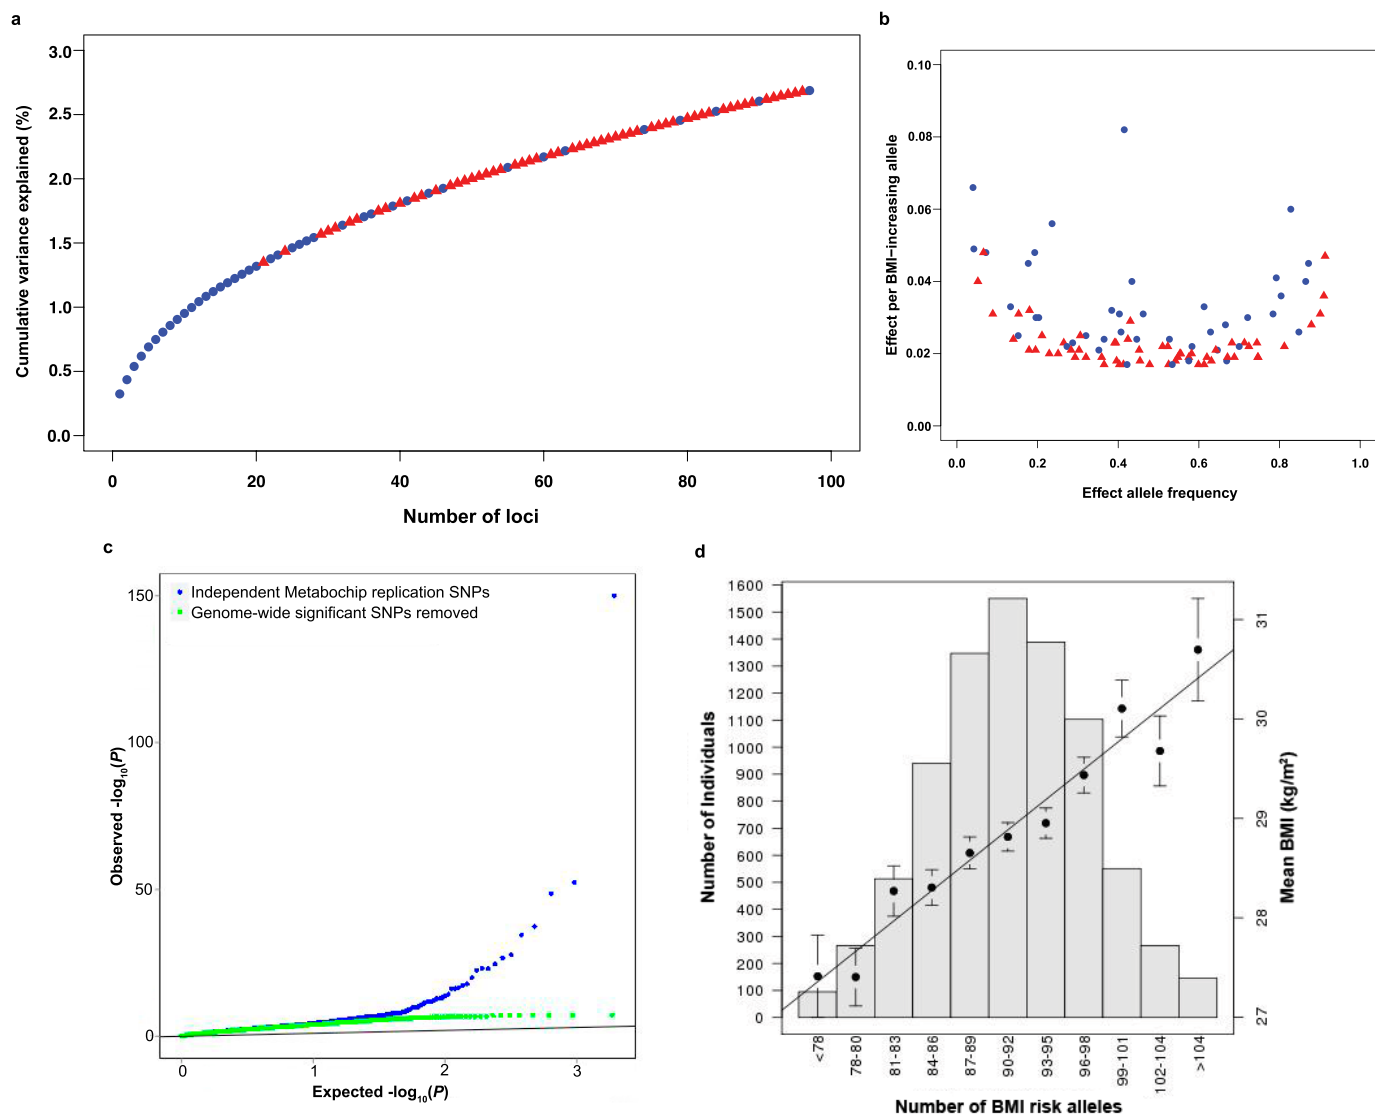 a
3.0
2.5
2.0
1.5
1.0
0.5
0.0
Cumulative variance explained (%)
0 20 40 60 80 100
Number of loci
b
0.10
0.08
0.06
0.04
0.02
0.00
Effect per BMI−increasing allele
0.0 0.2 0.4 0.6 0.8 1.0
Effect allele frequency
c
Independent Metabochip replication SNPs
Genome-wide significant SNPs removed
150
100
50
0
Observed -log10(P)
0 1 2 3
Expected -log10(P)
d
1600
1500
1400
1300
1200
1100
1000
900
800
700
600
500
400
300
200
100
0
Number of Individuals
31
30
29
28
27
Mean BMI (kg/m²)
<78
78-80
81-83
84-86
87-89
90-92
93-95
96-98
99-101
102-104
>104
Number of BMI risk alleles